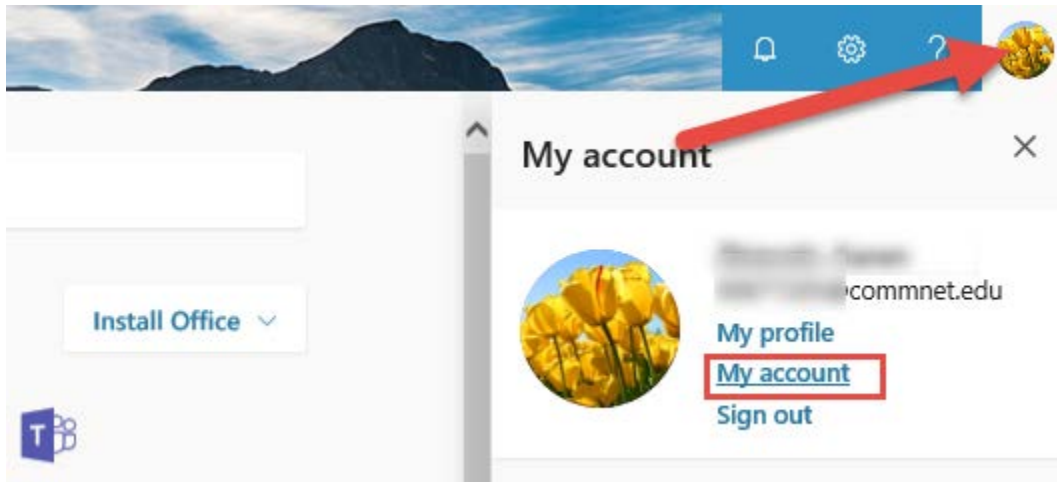 ?
My account
@commnet.edu
Install Office
My profile
My account
Sign out
T